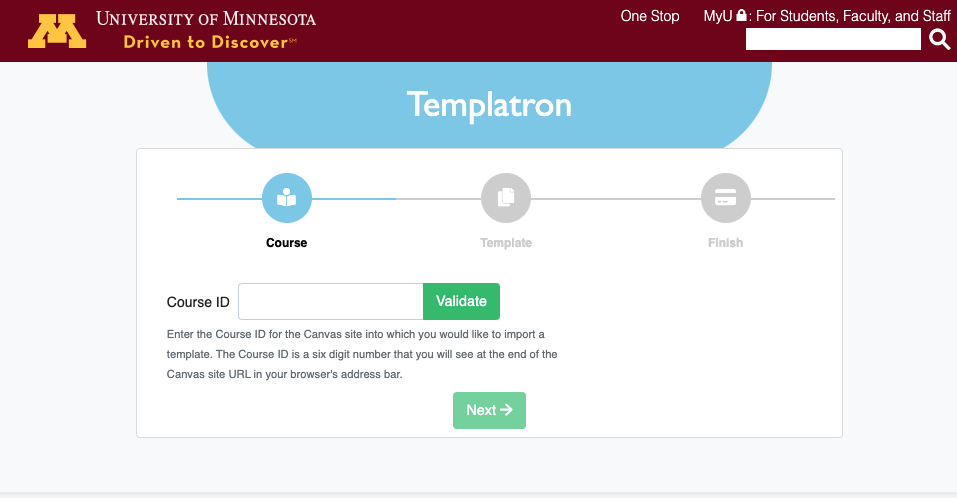 UNIVERSITY OF MINNESOTA
Driven to Discover℠
One Stop
MyU : For Students, Faculty, and Staff
Templatron
Course
Template
Finish
Course ID
Validate
Enter the Course ID for the Canvas site into which you would like to import a
template. The Course ID is a six digit number that you will see at the end of the
Canvas site URL in your browser's address bar.
Next →